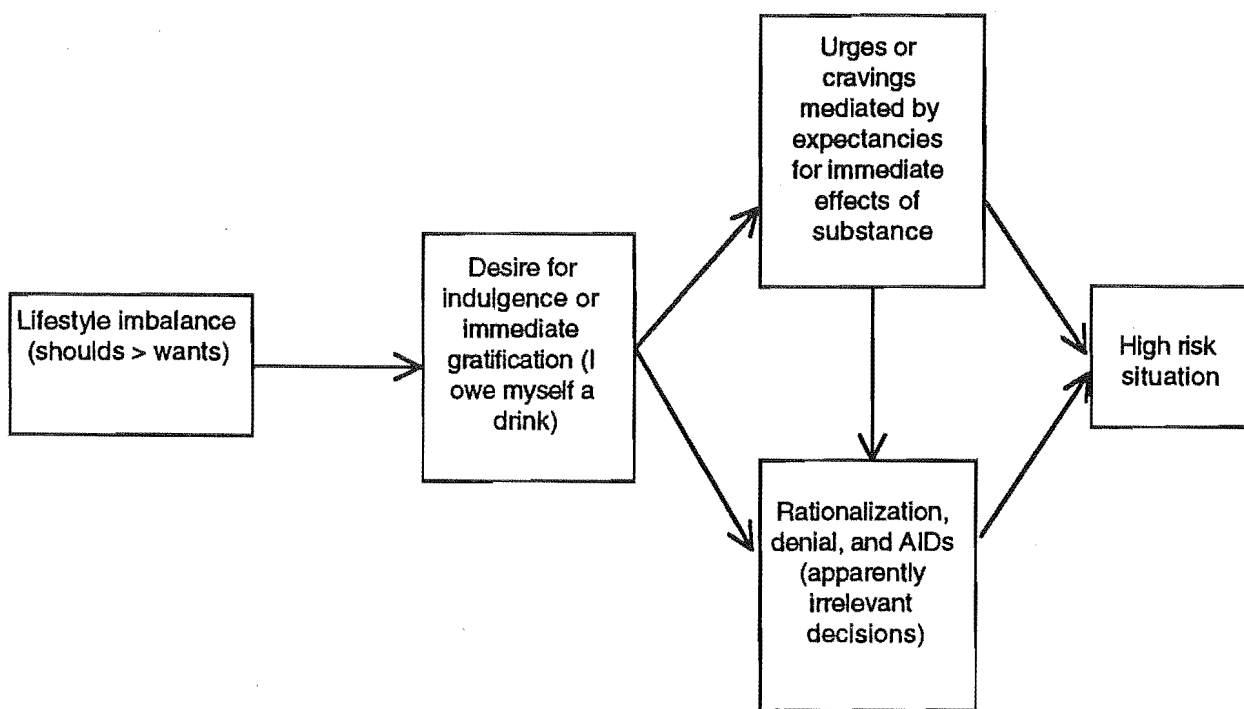 Lifestyle imbalance
(shoulds > wants)
Desire for
indulgence or
immediate
gratification (I
owe myself a
drink)
Urges or
cravings
mediated by
expectancies
for immediate
effects of
substance
Rationalization,
denial, and AIDs
(apparently
irrelevant
decisions)
High risk
situation